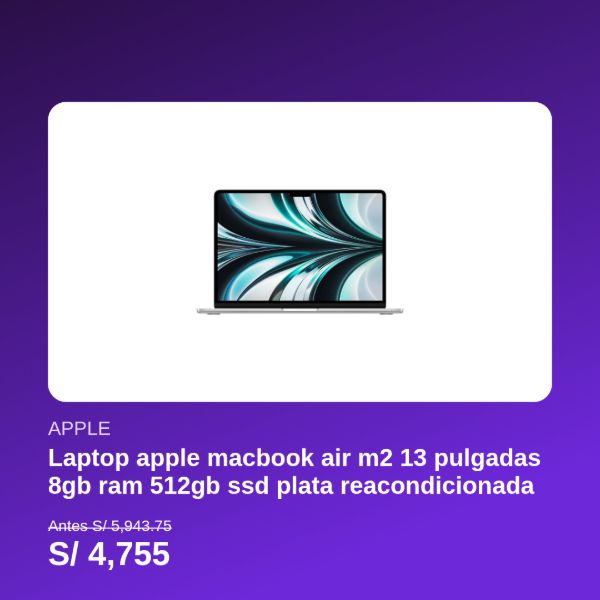 APPLE
Laptop apple macbook air m2 13 pulgadas
8gb ram 512gb ssd plata reacondicionada
Antes S/ 5,943.75
S/ 4,755